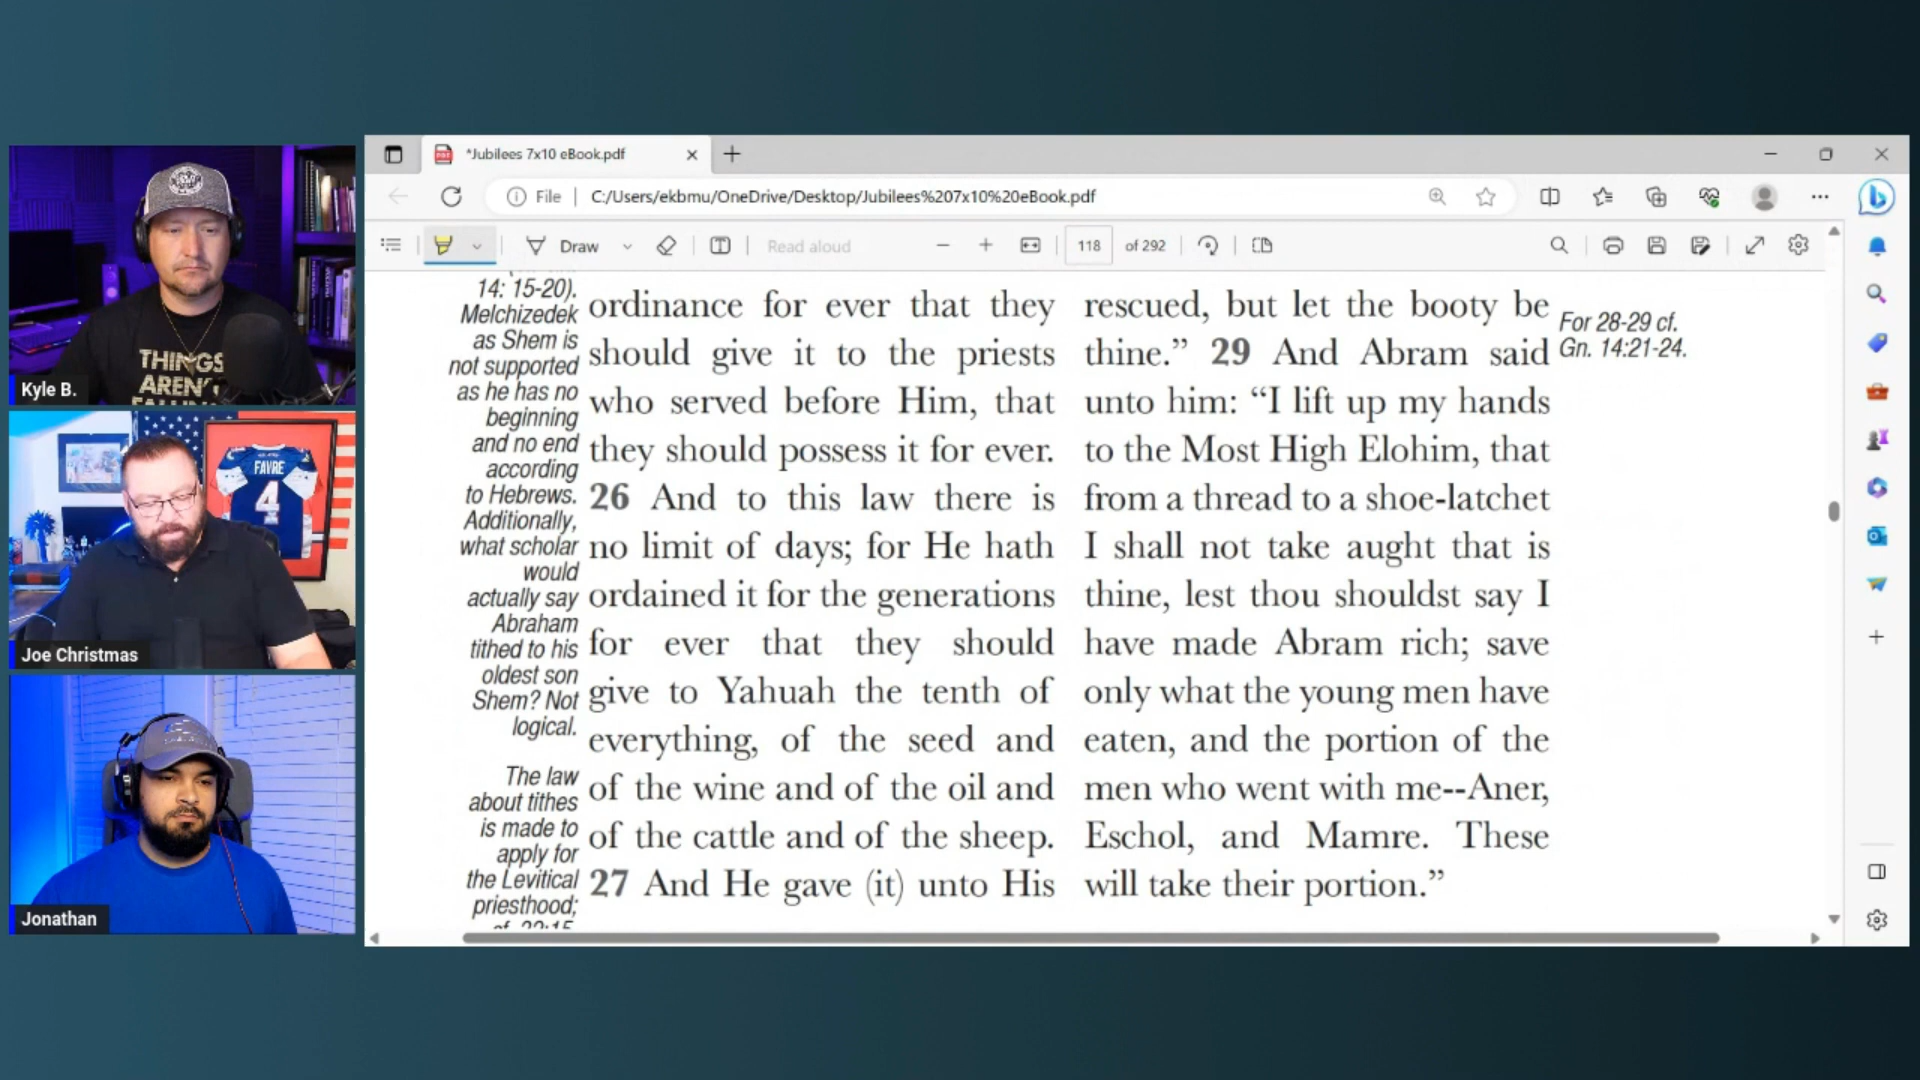 THINGS
AREN'T
Kyle B.
FAVRE
4
Joe Christmas
Jonathan
*Jubilees 7x10 eBook.pdf
File
C:/Users/ekbmu/OneDrive/Desktop/Jubilees%207x10%20eBook.pdf
Draw
Read aloud
118 of 292
14: 15-20).
Melchizedek
as Shem is
not supported
as he has no
beginning
and no end
according
to Hebrews.
Additionally,
what scholar
would
actually say
Abraham
tithed to his
oldest son
Shem? Not
logical.
The law
about tithes
is made to
apply for
the Levitical
priesthood;
cf. 22:15
ordinance for ever that they
should give it to the priests
who served before Him, that
they should possess it for ever.
26 And to this law there is
no limit of days; for He hath
ordained it for the generations
for ever that they should
give to Yahuah the tenth of
everything, of the seed and
of the wine and of the oil and
of the cattle and of the sheep.
27 And He gave (it) unto His
rescued, but let the booty be
thine.” 29 And Abram said
unto him: “I lift up my hands
to the Most High Elohim, that
from a thread to a shoe-latchet
I shall not take aught that is
thine, lest thou shouldst say I
have made Abram rich; save
only what the young men have
eaten, and the portion of the
men who went with me--Aner,
Eschol, and Mamre. These
will take their portion.”
For 28-29 cf.
Gn. 14:21-24.